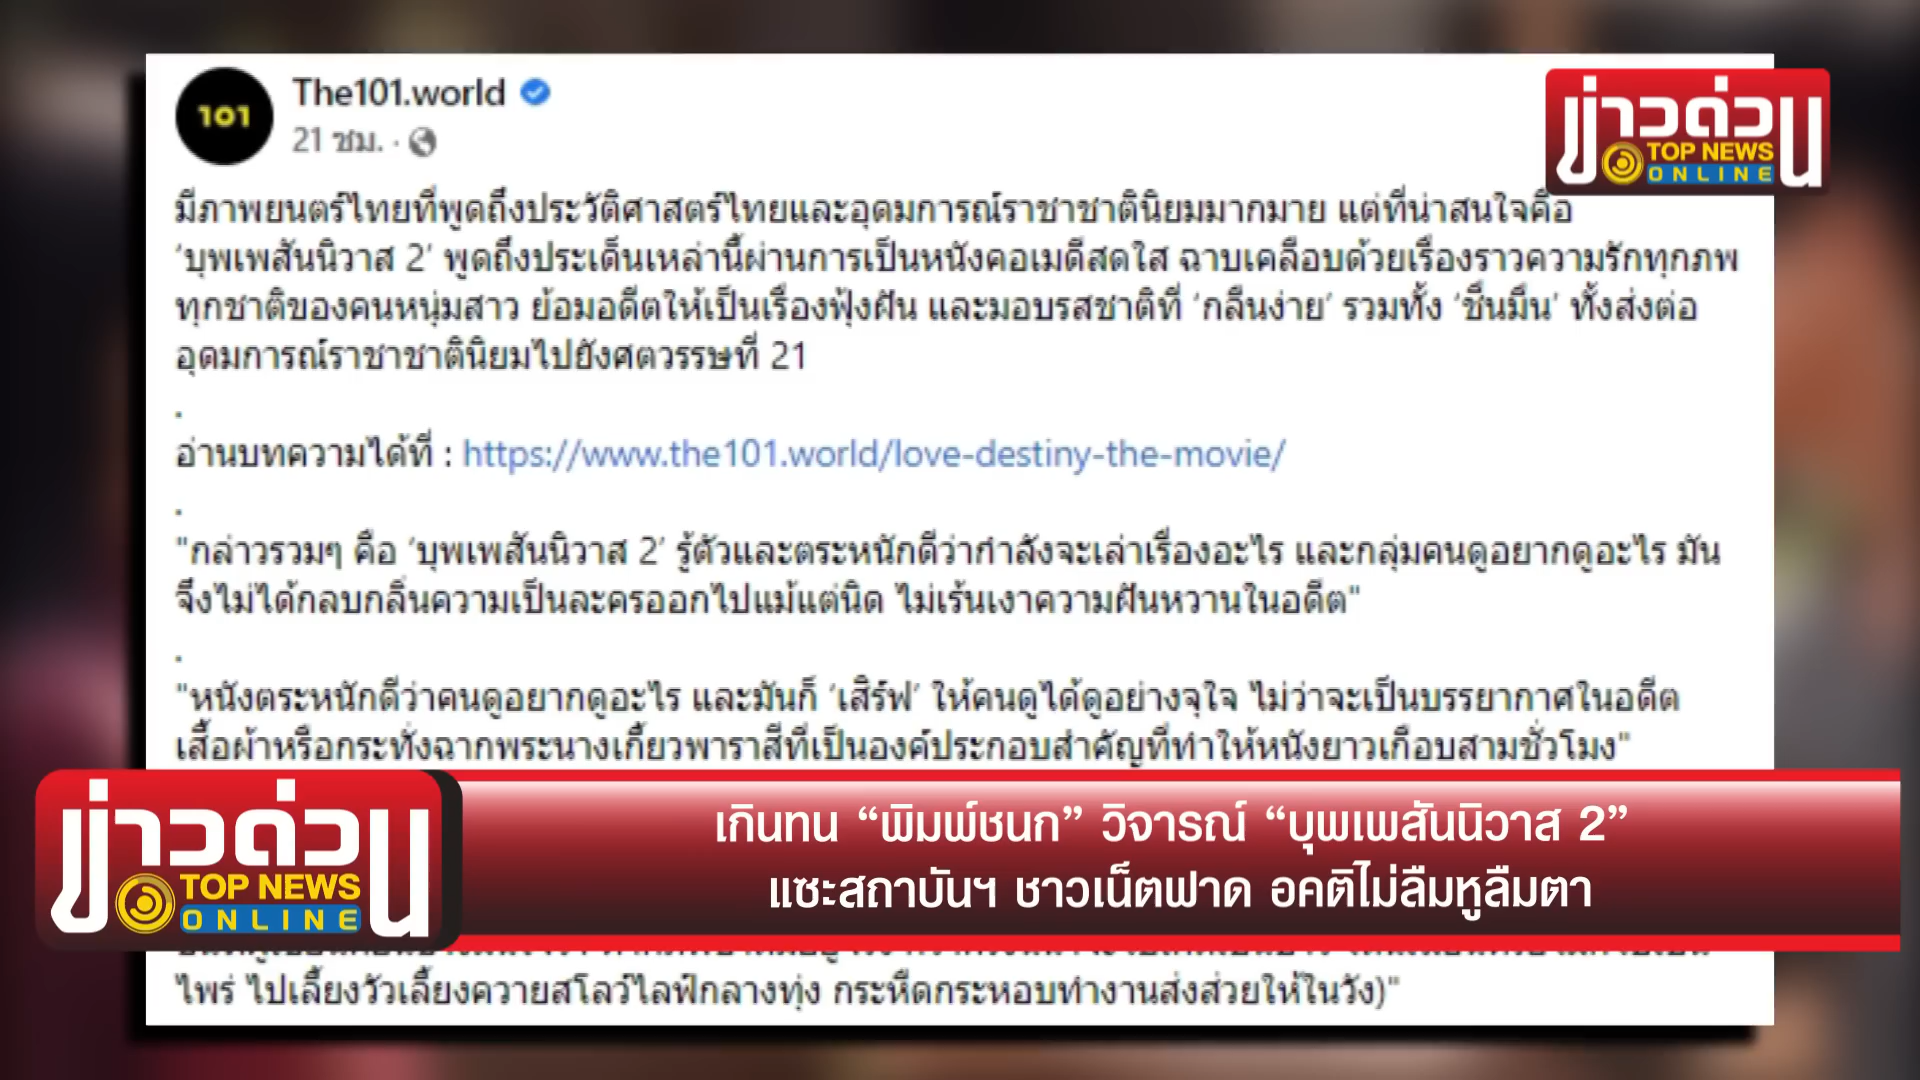 The101.world
101
21 ชม.
ข่าวด่วน
TOP NEWS
ONLINE
มีภาพยนตร์ไทยที่พูดถึงประวัติศาสตร์ไทยและอุดมการณ์ราชาชาตินิยมมากมาย แต่ที่น่าสนใจคือ
‘บุพเพสันนิวาส 2’ พูดถึงประเด็นเหล่านี้ผ่านการเป็นหนังคอเมดีสดใส ฉาบเคลือบด้วยเรื่องราวความรักทุกภพ
ทุกชาติของคนหนุ่มสาว ย้อมอดีตให้เป็นเรื่องฟุ้งฝัน และมอบรสชาติที่ ‘กลืนง่าย’ รวมทั้ง ‘ชื่นมื่น’ ทั้งส่งต่อ
อุดมการณ์ราชาชาตินิยมไปยังศตวรรษที่ 21
.
อ่านบทความได้ที่ : https://www.the101.world/love-destiny-the-movie/
.
"กล่าวรวมๆ คือ ‘บุพเพสันนิวาส 2’ รู้ตัวและตระหนักดีว่ากำลังจะเล่าเรื่องอะไร และกลุ่มคนดูอยากดูอะไร มัน
จึงไม่ได้กลบกลิ่นความเป็นละครออกไปแม้แต่นิด ไม่เร้นเงาความฝันหวานในอดีต"
.
"หนังตระหนักดีว่าคนดูอยากดูอะไร และมันก็ ‘เสิร์ฟ’ ให้คนดูได้ดูอย่างจุใจ ไม่ว่าจะเป็นบรรยากาศในอดีต
เสื้อผ้าหรือกระทั่งฉากพระนางเกี้ยวพาราสีที่เป็นองค์ประกอบสำคัญที่ทำให้หนังยาวเกือบสามชั่วโมง"
ข่าวด่วน
TOP NEWS
ONLINE
เกินทน “พิมพ์ชนก” วิจารณ์ “บุพเพสันนิวาส 2”
แซะสถาบันฯ ชาวเน็ตฟาด อคติไม่ลืมหูลืมตา
ไพร่ ไปเลี้ยงวัวเลี้ยงควายสโลว์ไลฟ์กลางทุ่ง กระหืดกระหอบทำงานส่งส่วยให้ในวัง)"